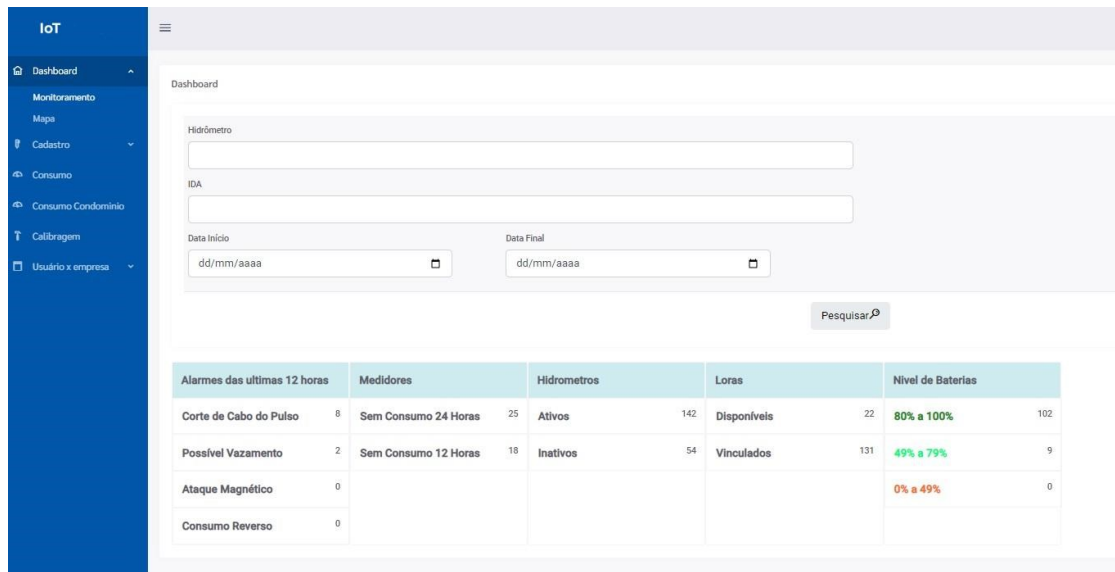 IoT
Dashboard
Monitoramento
Mapa
Cadastro
Consumo
Consumo Condominio
Calibragem
Usuário x empresa
Dashboard
Hidrômetro
IDA
Data Início Data Final
dd/mm/aaaa dd/mm/aaaa
Pesquisar
Alarmes das ultimas 12 horas Medidores Hidrometros Loras Nivel de Baterias
Corte de Cabo do Pulso 8 Sem Consumo 24 Horas 25 Ativos 142 Disponíveis 22 80% a 100% 102
Possível Vazamento 2 Sem Consumo 12 Horas 18 Inativos 54 Vinculados 131 49% a 79% 9
Ataque Magnético 0 0% a 49% 0
Consumo Reverso 0